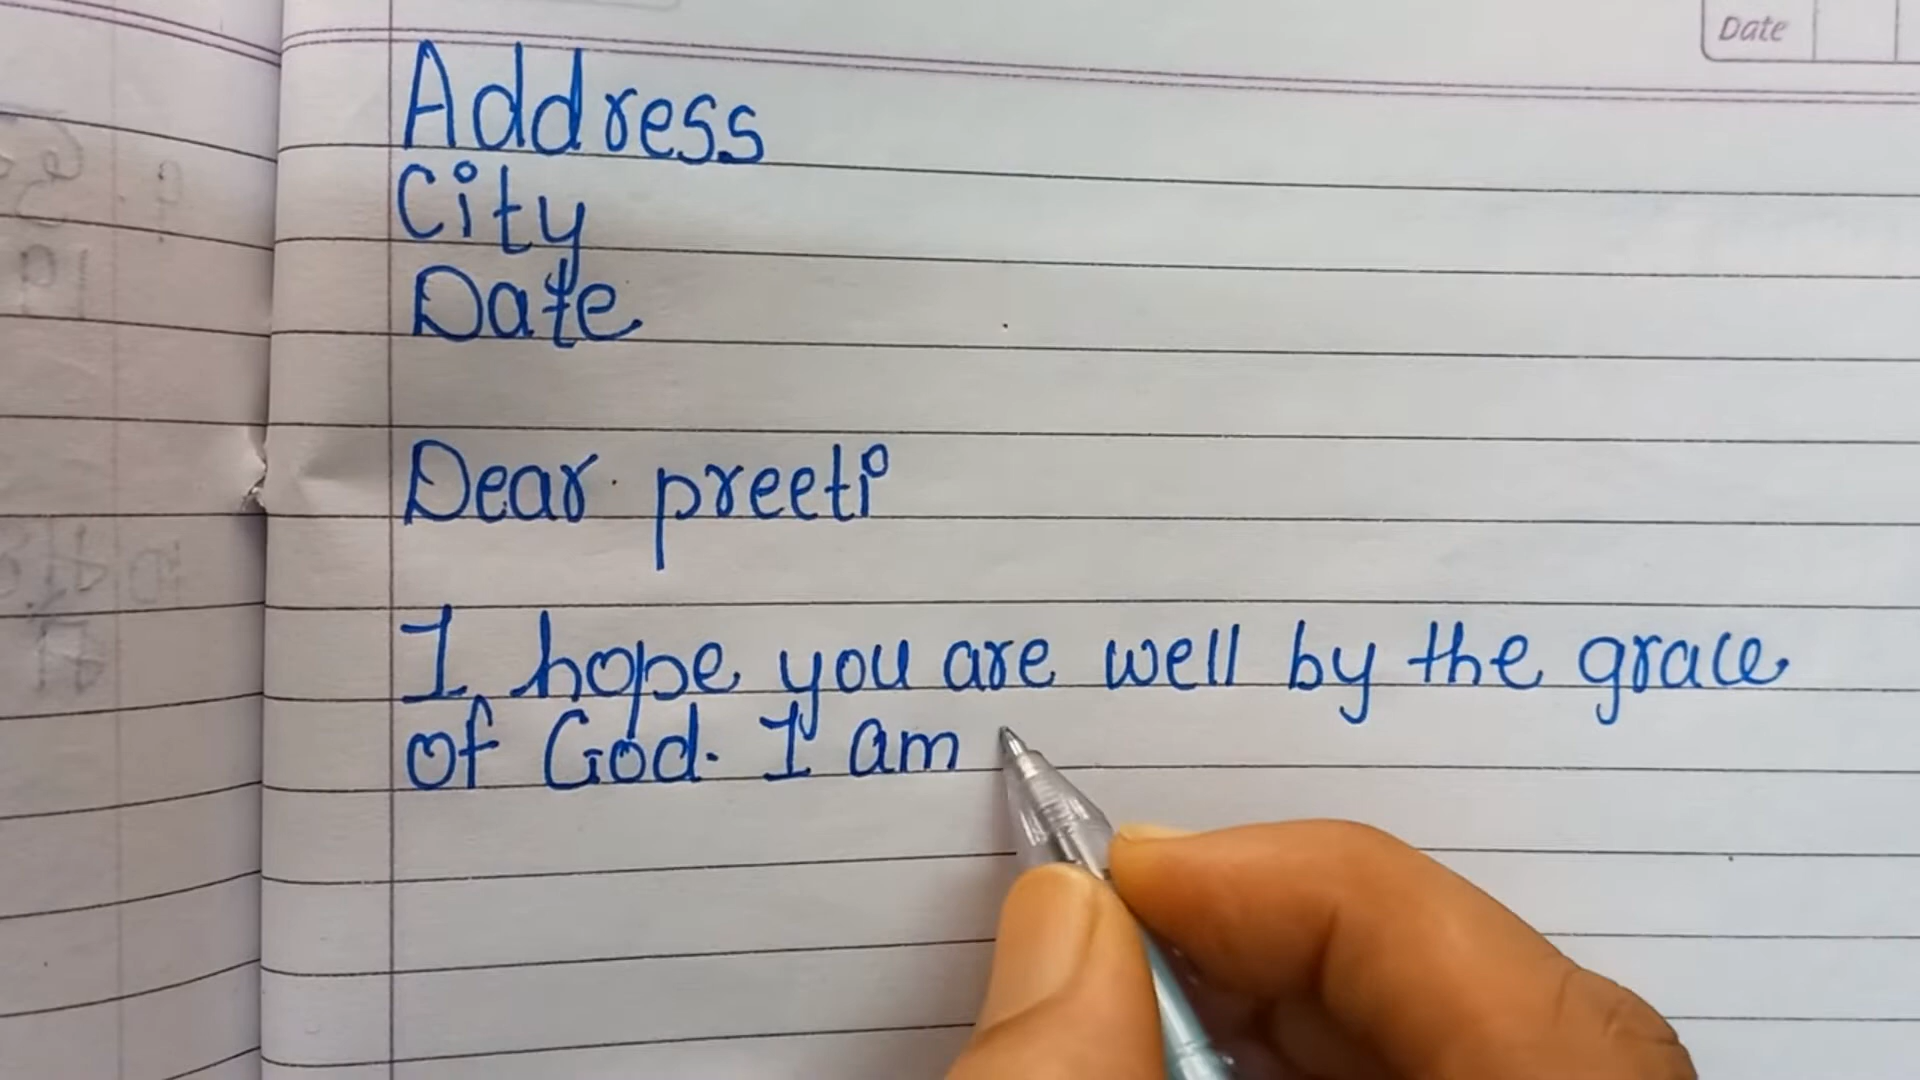 Date
Address
City
Date
Dear preeti
I hope you are well by the grace
of God. I am